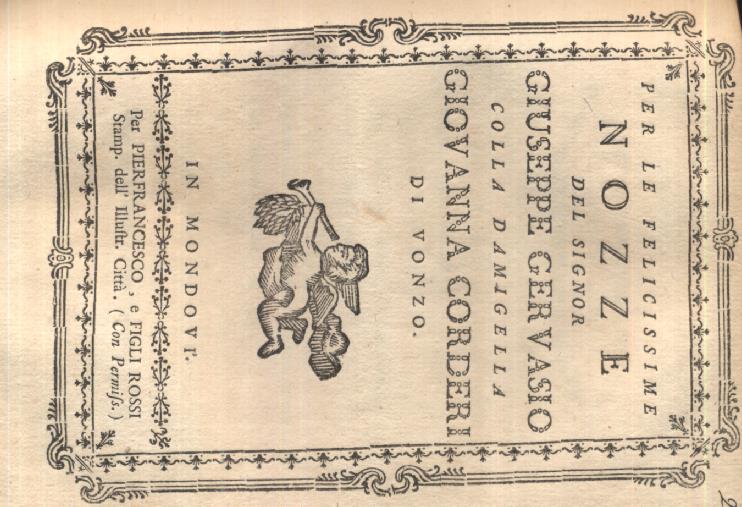 PER LE FELICISSIME
NOZZE
DEL SIGNOR
GIUSEPPE GERVASIO
COLLA DAMIGELLA
GIOVANNA CORDERI
DI VONZO.
IN MONDOVI'.
Per PIERFRANCESCO, e FIGLI ROSSI
Stamp. dell' Illuſtr. Città. (Con Permiſs.)
2